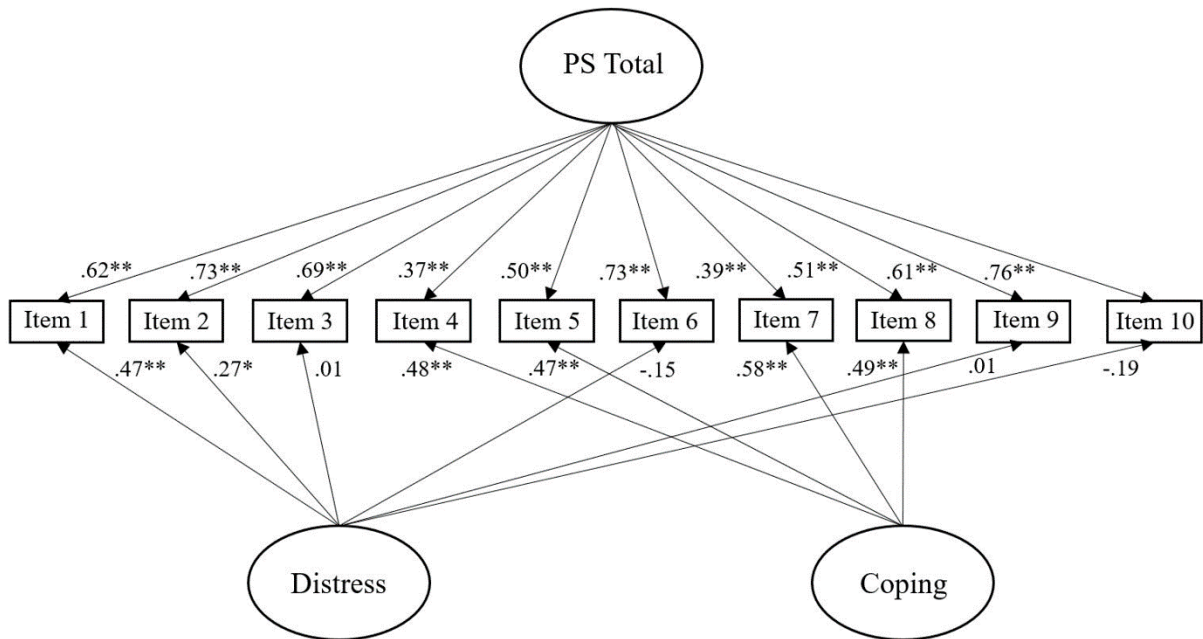 PS Total
.62** .73** .69** .37** .50** .73** .39** .51** .61** .76**
Item 1 Item 2 Item 3 Item 4 Item 5 Item 6 Item 7 Item 8 Item 9 Item 10
.47** .27* .01 .48** .47** -.15 .58** .49** .01 -.19
Distress Coping